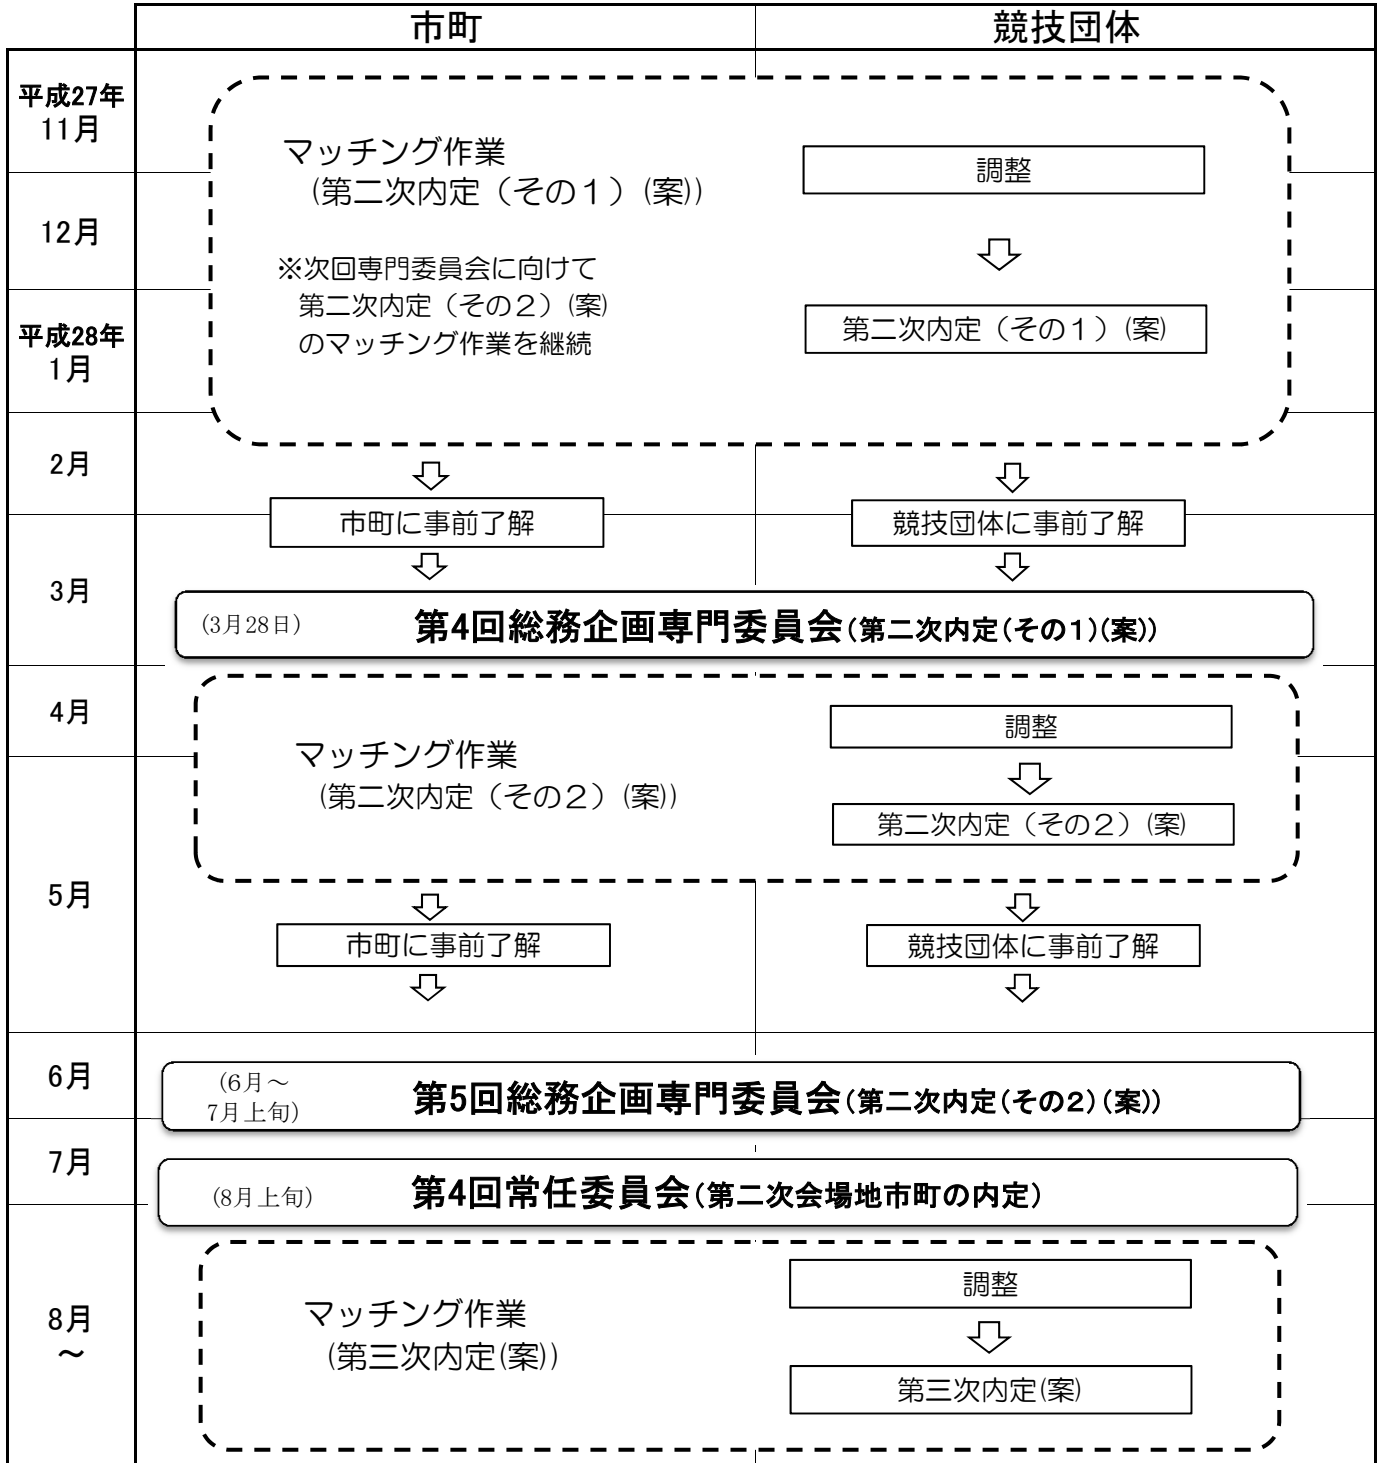 市町
競技団体
平成27年
11月
マッチング作業
(第二次内定（その１）(案))
調整
12月
※次回専門委員会に向けて
第二次内定（その２）(案)
のマッチング作業を継続
第二次内定（その１）(案)
平成28年
1月
2月
市町に事前了解
競技団体に事前了解
3月
(3月28日)
第4回総務企画専門委員会(第二次内定(その1)(案))
4月
マッチング作業
(第二次内定（その２）(案))
調整
第二次内定（その２）(案)
5月
市町に事前了解
競技団体に事前了解
6月
(6月～
7月上旬)
第5回総務企画専門委員会(第二次内定(その2)(案))
7月
(8月上旬)
第4回常任委員会(第二次会場地市町の内定)
8月
～
マッチング作業
(第三次内定(案))
調整
第三次内定(案)